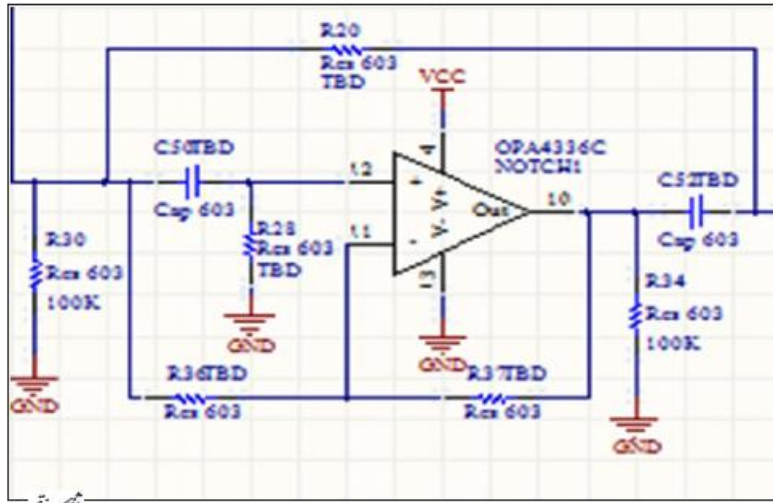 R20
Res 603
TBD
VCC
C50TBD
Cap 603
12
4
OPA4336C
NOTCH1
C52TBD
Cap 603
+
V+
Out
10
R30
Res 603
100K
R28
Res 603
TBD
11
-
V-
13
R34
Res 603
100K
GND
GND
R36TBD
Res 603
R37TBD
Res 603
GND
GND